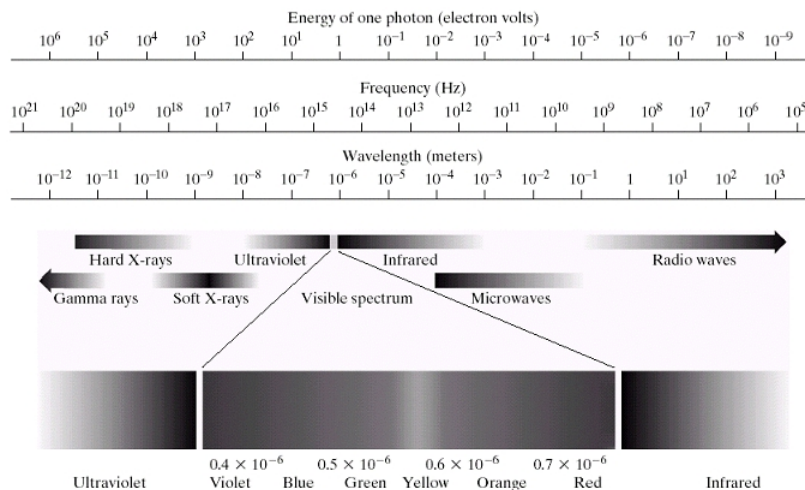 Energy of one photon (electron volts)
10⁶ 10⁵ 10⁴ 10³ 10² 10¹ 1 10⁻¹ 10⁻² 10⁻³ 10⁻⁴ 10⁻⁵ 10⁻⁶ 10⁻⁷ 10⁻⁸ 10⁻⁹
Frequency (Hz)
10²¹ 10²⁰ 10¹⁹ 10¹⁸ 10¹⁷ 10¹⁶ 10¹⁵ 10¹⁴ 10¹³ 10¹² 10¹¹ 10¹⁰ 10⁹ 10⁸ 10⁷ 10⁶ 10⁵
Wavelength (meters)
10⁻¹² 10⁻¹¹ 10⁻¹⁰ 10⁻⁹ 10⁻⁸ 10⁻⁷ 10⁻⁶ 10⁻⁵ 10⁻⁴ 10⁻³ 10⁻² 10⁻¹ 1 10¹ 10² 10³
Hard X-rays Ultraviolet Infrared Radio waves
Gamma rays Soft X-rays Visible spectrum Microwaves
0.4 × 10⁻⁶ 0.5 × 10⁻⁶ 0.6 × 10⁻⁶ 0.7 × 10⁻⁶
Ultraviolet Violet Blue Green Yellow Orange Red Infrared